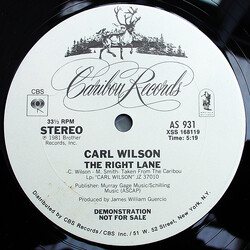 Caribou Records
CBS
33⅓ RPM
STEREO
℗ 1981 Brother
Records, Inc.
AS 931
XSS 168119
Time: 5:19
CARL WILSON
THE RIGHT LANE
-C. Wilson - M. Smith- Taken From The Caribou
Lp-"CARL WILSON" JZ 37010
Publisher: Murray Gage Music/Schilling
Music (ASCAP)
Produced by James William Guercio
DEMONSTRATION
NOT FOR SALE
Distributed by CBS Records / CBS Inc. / 51 W. 52 Street, New York, N.Y.